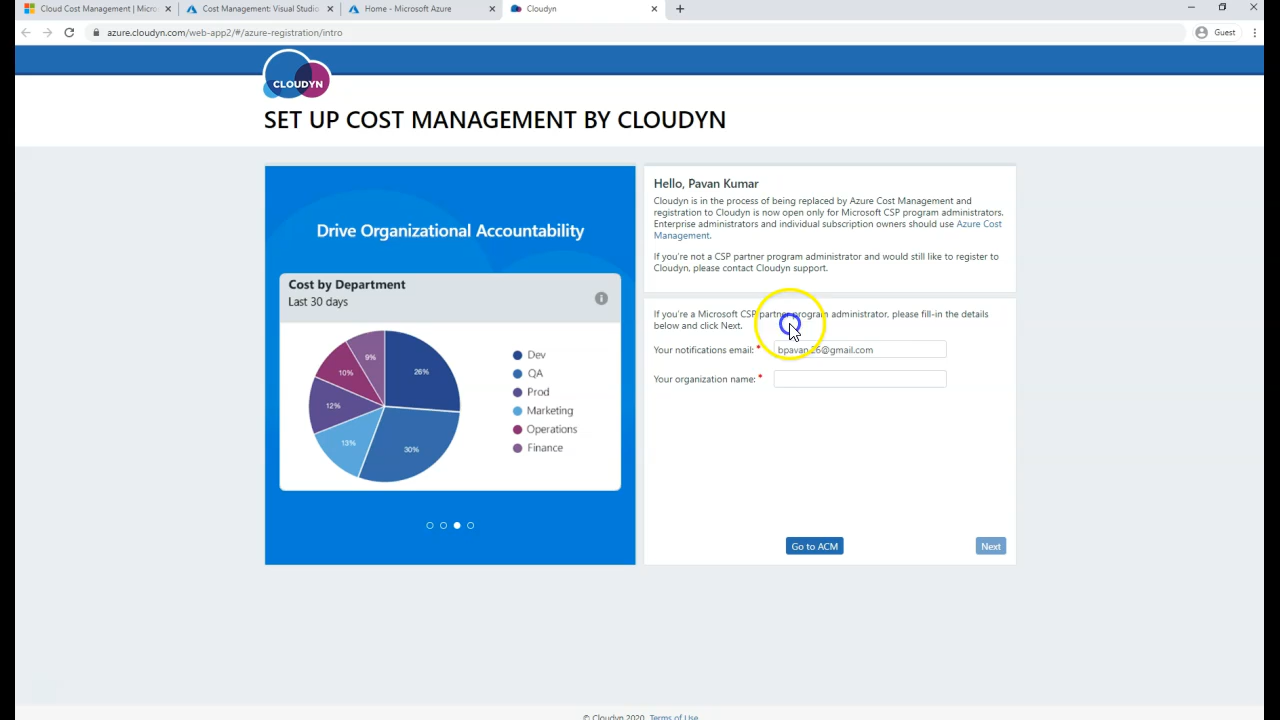 Cloud Cost Management | Micro
Cost Management: Visual Studio
Home - Microsoft Azure
Cloudyn
azure.cloudyn.com/web-app2/#/azure-registration/intro
Guest
CLOUDYN
SET UP COST MANAGEMENT BY CLOUDYN
Drive Organizational Accountability
Cost by Department
Last 30 days
26%
30%
13%
12%
10%
9%
Dev
QA
Prod
Marketing
Operations
Finance
Hello, Pavan Kumar
Cloudyn is in the process of being replaced by Azure Cost Management and
registration to Cloudyn is now open only for Microsoft CSP program administrators.
Enterprise administrators and individual subscription owners should use Azure Cost
Management.
If you're not a CSP partner program administrator and would still like to register to
Cloudyn, please contact Cloudyn support.
If you're a Microsoft CSP partner program administrator, please fill-in the details
below and click Next.
Your notifications email: *
Your organization name: *
Go to ACM
Next
© Cloudyn 2020 Terms of Use